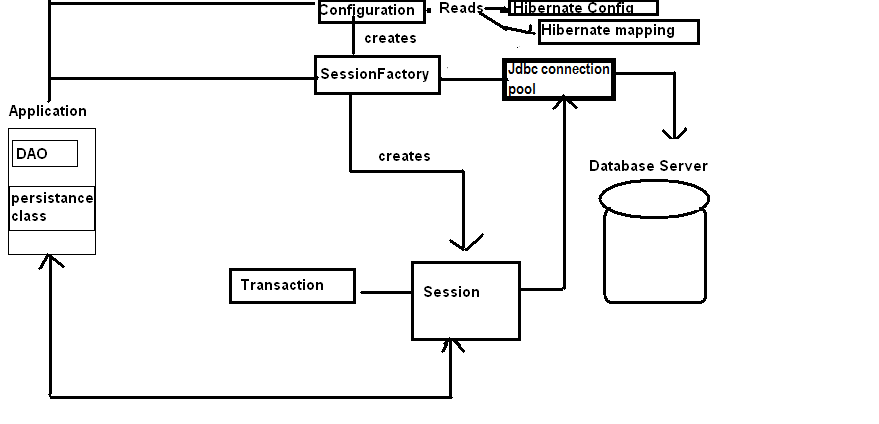 Configuration
Reads
Hibernate Config
Hibernate mapping
creates
SessionFactory
Jdbc connection
pool
Application
DAO
persistance
class
creates
Database Server
Transaction
Session